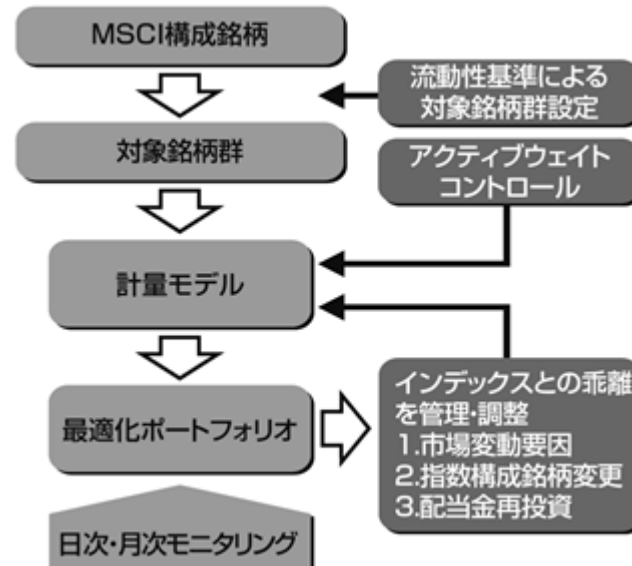 MSCI構成銘柄
流動性基準による
対象銘柄群設定
対象銘柄群
アクティブウェイト
コントロール
計量モデル
最適化ポートフォリオ
インデックスとの乖離
を管理・調整
1.市場変動要因
2.指数構成銘柄変更
3.配当金再投資
日次・月次モニタリング